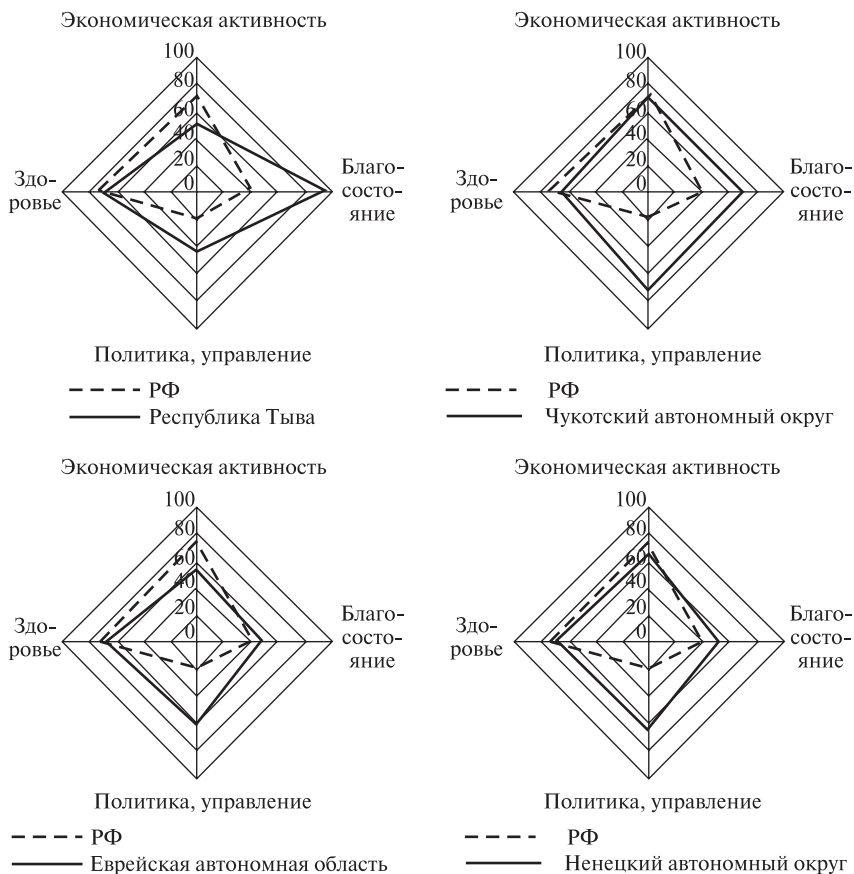 Экономическая активность
100
80
60
40
20
0
Здо-
ровье
Благо-
состо-
яние
Политика, управление
РФ
Республика Тыва
Экономическая активность
100
80
60
40
20
0
Здо-
ровье
Благо-
состо-
яние
Политика, управление
РФ
Чукотский автономный округ
Экономическая активность
100
80
60
40
20
0
Здо-
ровье
Благо-
состо-
яние
Политика, управление
РФ
Еврейская автономная область
Экономическая активность
100
80
60
40
20
0
Здо-
ровье
Благо-
состо-
яние
Политика, управление
РФ
Ненецкий автономный округ